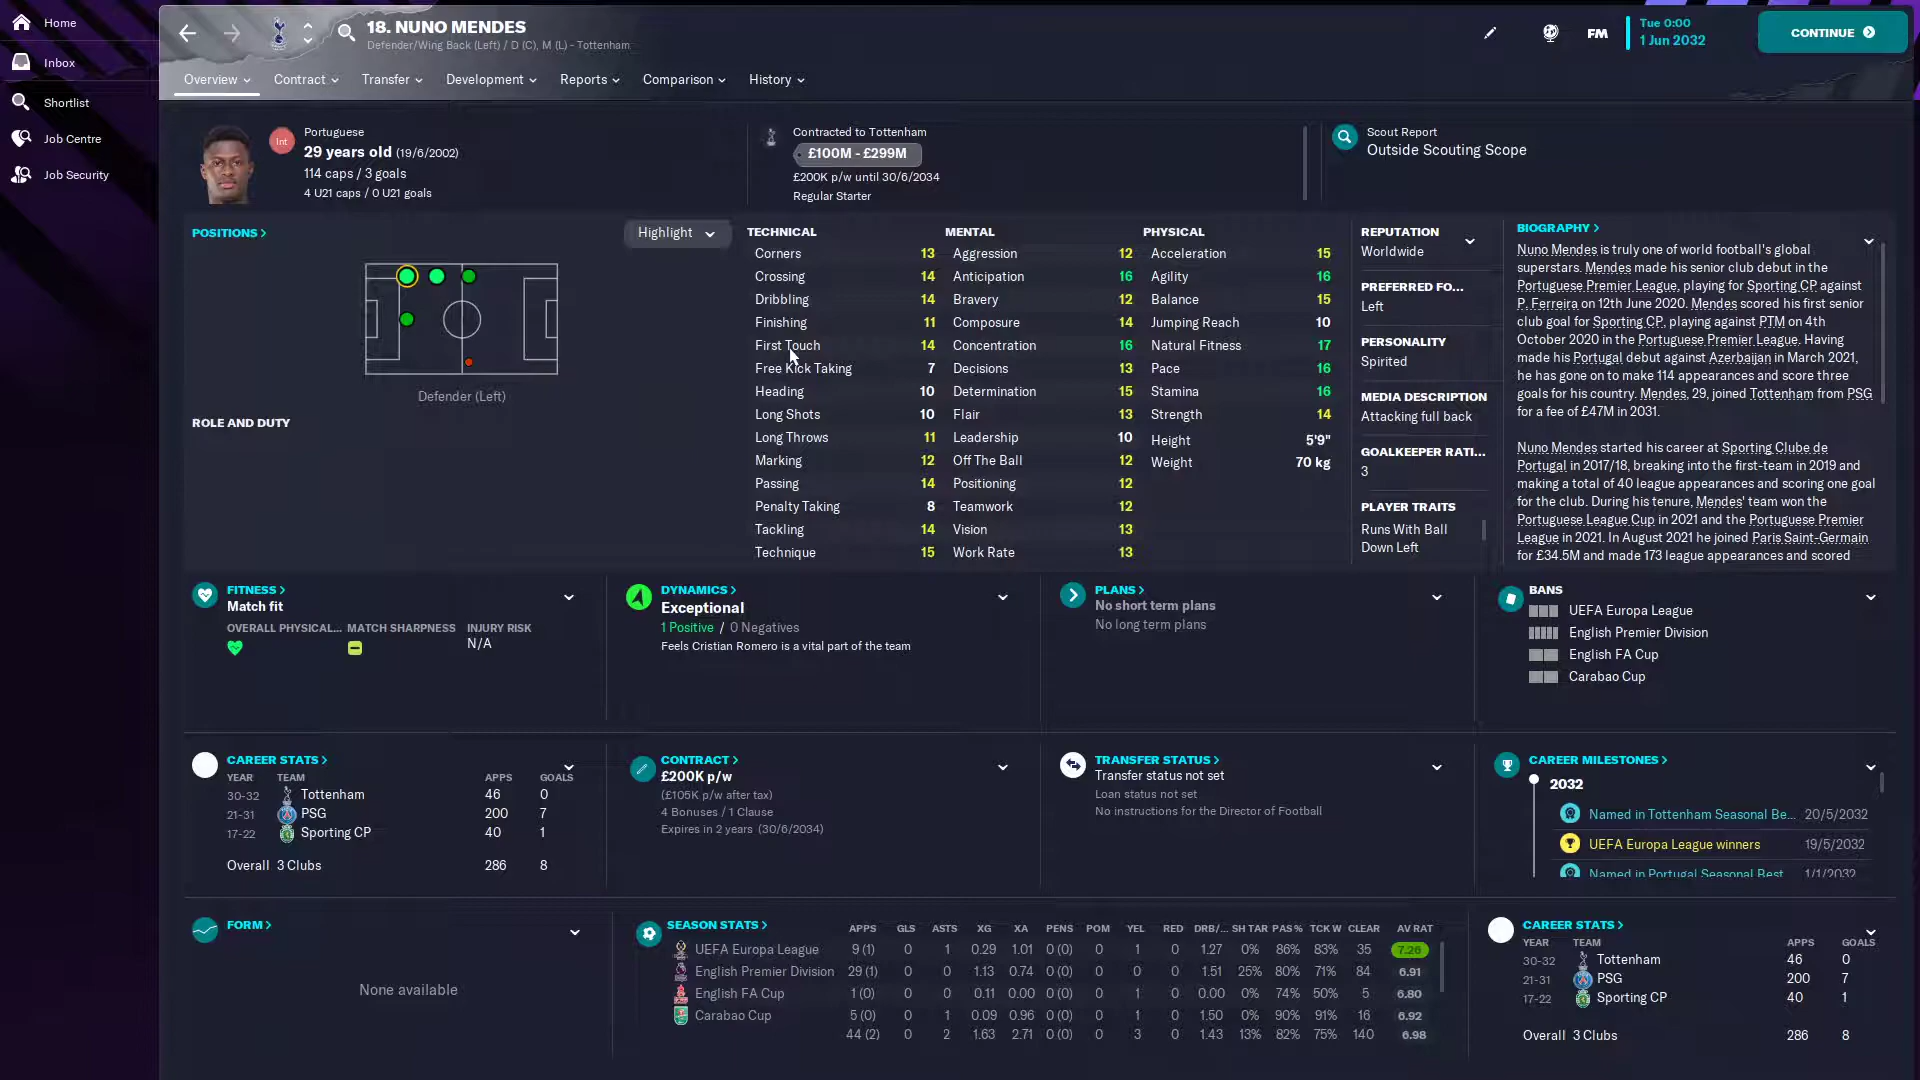 Home
Inbox
Shortlist
Job Centre
Job Security
18. NUNO MENDES
Defender/Wing Back (Left) / D (C), M (L) - Tottenham
FM
Tue 0:00
1 Jun 2032
CONTINUE
Overview
Contract
Transfer
Development
Reports
Comparison
History
Int
Portuguese
29 years old (19/6/2002)
114 caps / 3 goals
4 U21 caps / 0 U21 goals
Contracted to Tottenham
£100M - £299M
£200K p/w until 30/6/2034
Regular Starter
Scout Report
Outside Scouting Scope
POSITIONS >
Highlight
Defender (Left)
ROLE AND DUTY
TECHNICAL
Corners 13
Crossing 14
Dribbling 14
Finishing 11
First Touch 14
Free Kick Taking 7
Heading 10
Long Shots 10
Long Throws 11
Marking 12
Passing 14
Penalty Taking 8
Tackling 14
Technique 15
MENTAL
Aggression 12
Anticipation 16
Bravery 12
Composure 14
Concentration 16
Decisions 13
Determination 15
Flair 13
Leadership 10
Off The Ball 12
Positioning 12
Teamwork 12
Vision 13
Work Rate 13
PHYSICAL
Acceleration 15
Agility 16
Balance 15
Jumping Reach 10
Natural Fitness 17
Pace 16
Stamina 16
Strength 14
Height 5'9"
Weight 70 kg
REPUTATION
Worldwide
PREFERRED FO...
Left
PERSONALITY
Spirited
MEDIA DESCRIPTION
Attacking full back
GOALKEEPER RATI...
3
PLAYER TRAITS
Runs With Ball
Down Left
BIOGRAPHY >
Nuno Mendes is truly one of world football's global
superstars. Mendes made his senior club debut in the
Portuguese Premier League, playing for Sporting CP against
P. Ferreira on 12th June 2020. Mendes scored his first senior
club goal for Sporting CP, playing against PTM on 4th
October 2020 in the Portuguese Premier League. Having
made his Portugal debut against Azerbaijan in March 2021,
he has gone on to make 114 appearances and score three
goals for his country. Mendes, 29, joined Tottenham from PSG
for a fee of £47M in 2031.
Nuno Mendes started his career at Sporting Clube de
Portugal in 2017/18, breaking into the first-team in 2019 and
making a total of 40 league appearances and scoring one goal
for the club. During his tenure, Mendes' team won the
Portuguese League Cup in 2021 and the Portuguese Premier
League in 2021. In August 2021 he joined Paris Saint-Germain
for £34.5M and made 173 league appearances and scored
FITNESS >
Match fit
OVERALL PHYSICAL... MATCH SHARPNESS INJURY RISK
N/A
DYNAMICS >
Exceptional
1 Positive / 0 Negatives
Feels Cristian Romero is a vital part of the team
PLANS >
No short term plans
No long term plans
BANS
UEFA Europa League
English Premier Division
English FA Cup
Carabao Cup
CAREER STATS >
YEAR TEAM APPS GOALS
30-32 Tottenham 46 0
21-31 PSG 200 7
17-22 Sporting CP 40 1
Overall 3 Clubs 286 8
CONTRACT >
£200K p/w
(£105K p/w after tax)
4 Bonuses / 1 Clause
Expires in 2 years (30/6/2034)
TRANSFER STATUS >
Transfer status not set
Loan status not set
No instructions for the Director of Football
CAREER MILESTONES >
2032
Named in Tottenham Seasonal Be... 20/5/2032
UEFA Europa League winners 19/5/2032
Named in Portugal Seasonal Best 1/1/2032
FORM >
None available
SEASON STATS > APPS GLS ASTS XG XA PENS POM YEL RED DRB/... SH TAR PAS % TCK W CLEAR AV RAT
UEFA Europa League 9 (1) 0 1 0.29 1.01 0 (0) 0 1 0 1.27 0% 86% 83% 35 7.26
English Premier Division 29 (1) 0 0 1.13 0.74 0 (0) 0 0 0 1.51 25% 80% 71% 84 6.91
English FA Cup 1 (0) 0 0 0.11 0.00 0 (0) 0 1 0 0.00 0% 74% 50% 5 6.80
Carabao Cup 5 (0) 0 1 0.09 0.96 0 (0) 0 1 0 1.50 0% 90% 91% 16 6.92
44 (2) 0 2 1.63 2.71 0 (0) 0 3 0 1.43 13% 82% 75% 140 6.98
CAREER STATS >
YEAR TEAM APPS GOALS
30-32 Tottenham 46 0
21-31 PSG 200 7
17-22 Sporting CP 40 1
Overall 3 Clubs 286 8